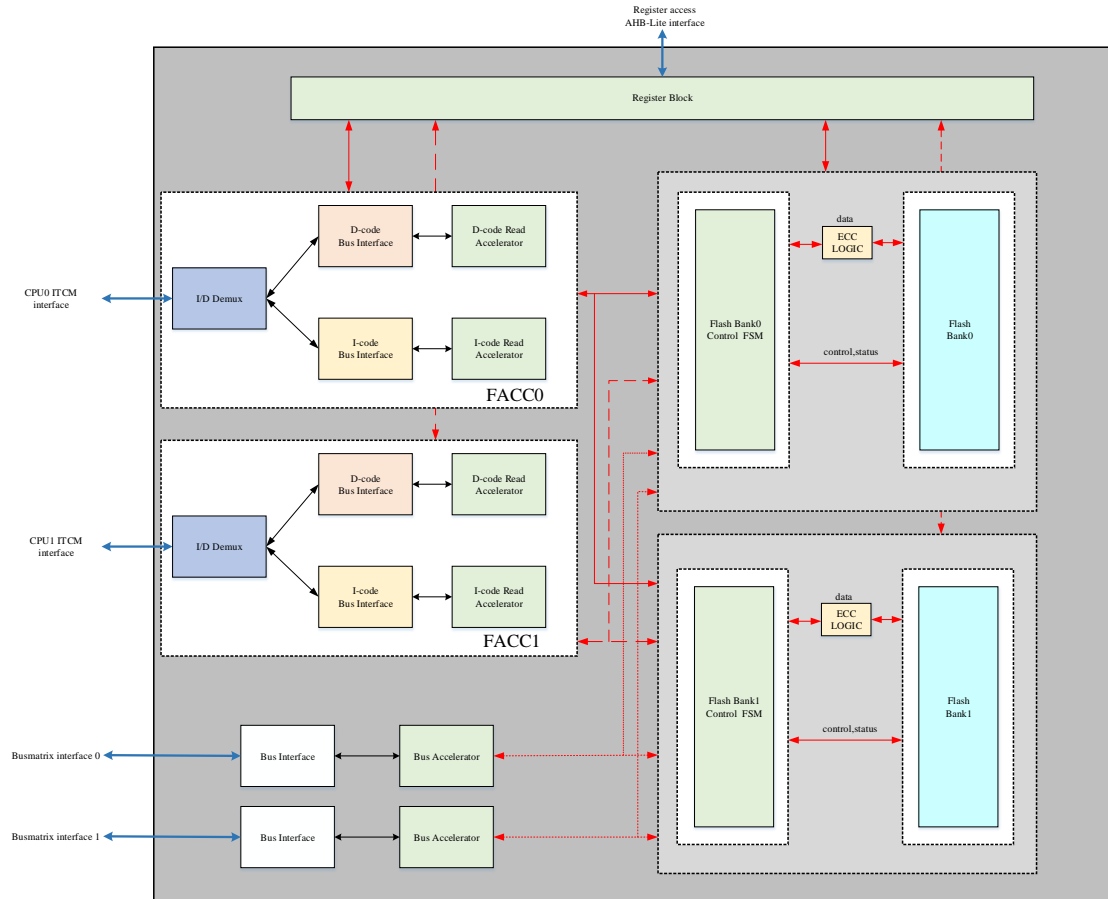 Register access
AHB-Lite interface
Register Block
D-code
Bus Interface
D-code Read
Accelerator
CPU0 ITCM
interface
I/D Demux
I-code
Bus Interface
I-code Read
Accelerator
FACC0
data
ECC
LOGIC
Flash Bank0
Control FSM
Flash
Bank0
control,status
D-code
Bus Interface
D-code Read
Accelerator
CPU1 ITCM
interface
I/D Demux
I-code
Bus Interface
I-code Read
Accelerator
FACC1
data
ECC
LOGIC
Flash Bank1
Control FSM
Flash
Bank1
control,status
Busmatrix interface 0
Bus Interface
Bus Accelerator
Busmatrix interface 1
Bus Interface
Bus Accelerator